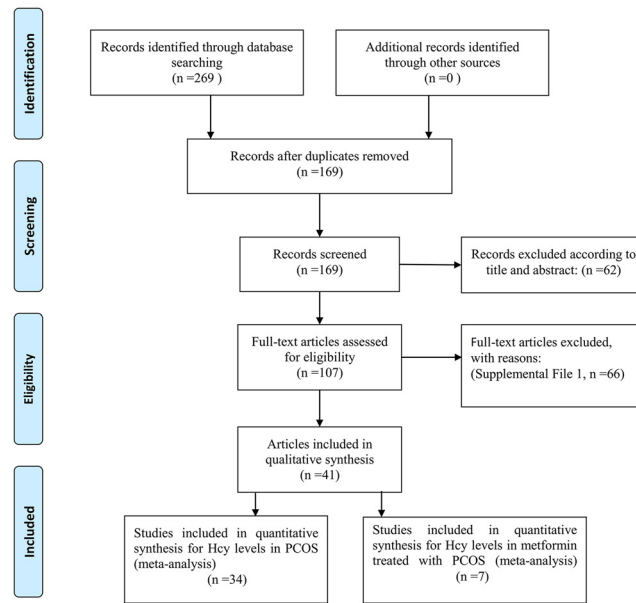 Identification
Records identified through database
searching
(n =269 )
Additional records identified
through other sources
(n =0 )
Records after duplicates removed
(n =169)
Screening
Records screened
(n =169)
Records excluded according to
title and abstract: (n =62)
Eligibility
Full-text articles assessed
for eligibility
(n =107)
Full-text articles excluded,
with reasons:
(Supplemental File 1, n =66)
Articles included in
qualitative synthesis
(n =41)
Included
Studies included in quantitative
synthesis for Hcy levels in PCOS
(meta-analysis)
(n =34)
Studies included in quantitative
synthesis for Hcy levels in metformin
treated with PCOS (meta-analysis)
(n =7)